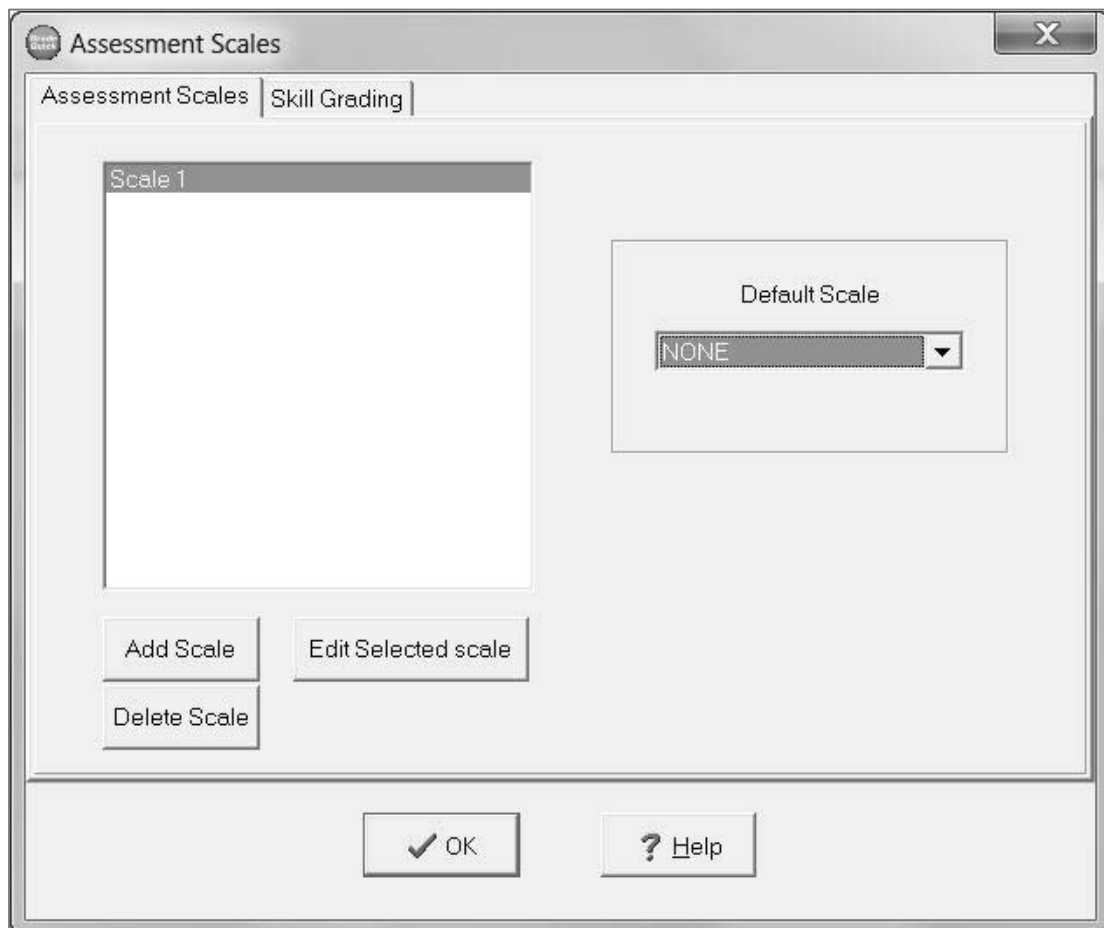 Assessment Scales
X
Assessment Scales
Skill Grading
Scale 1
Default Scale
NONE
Add Scale
Edit Selected scale
Delete Scale
OK
? Help